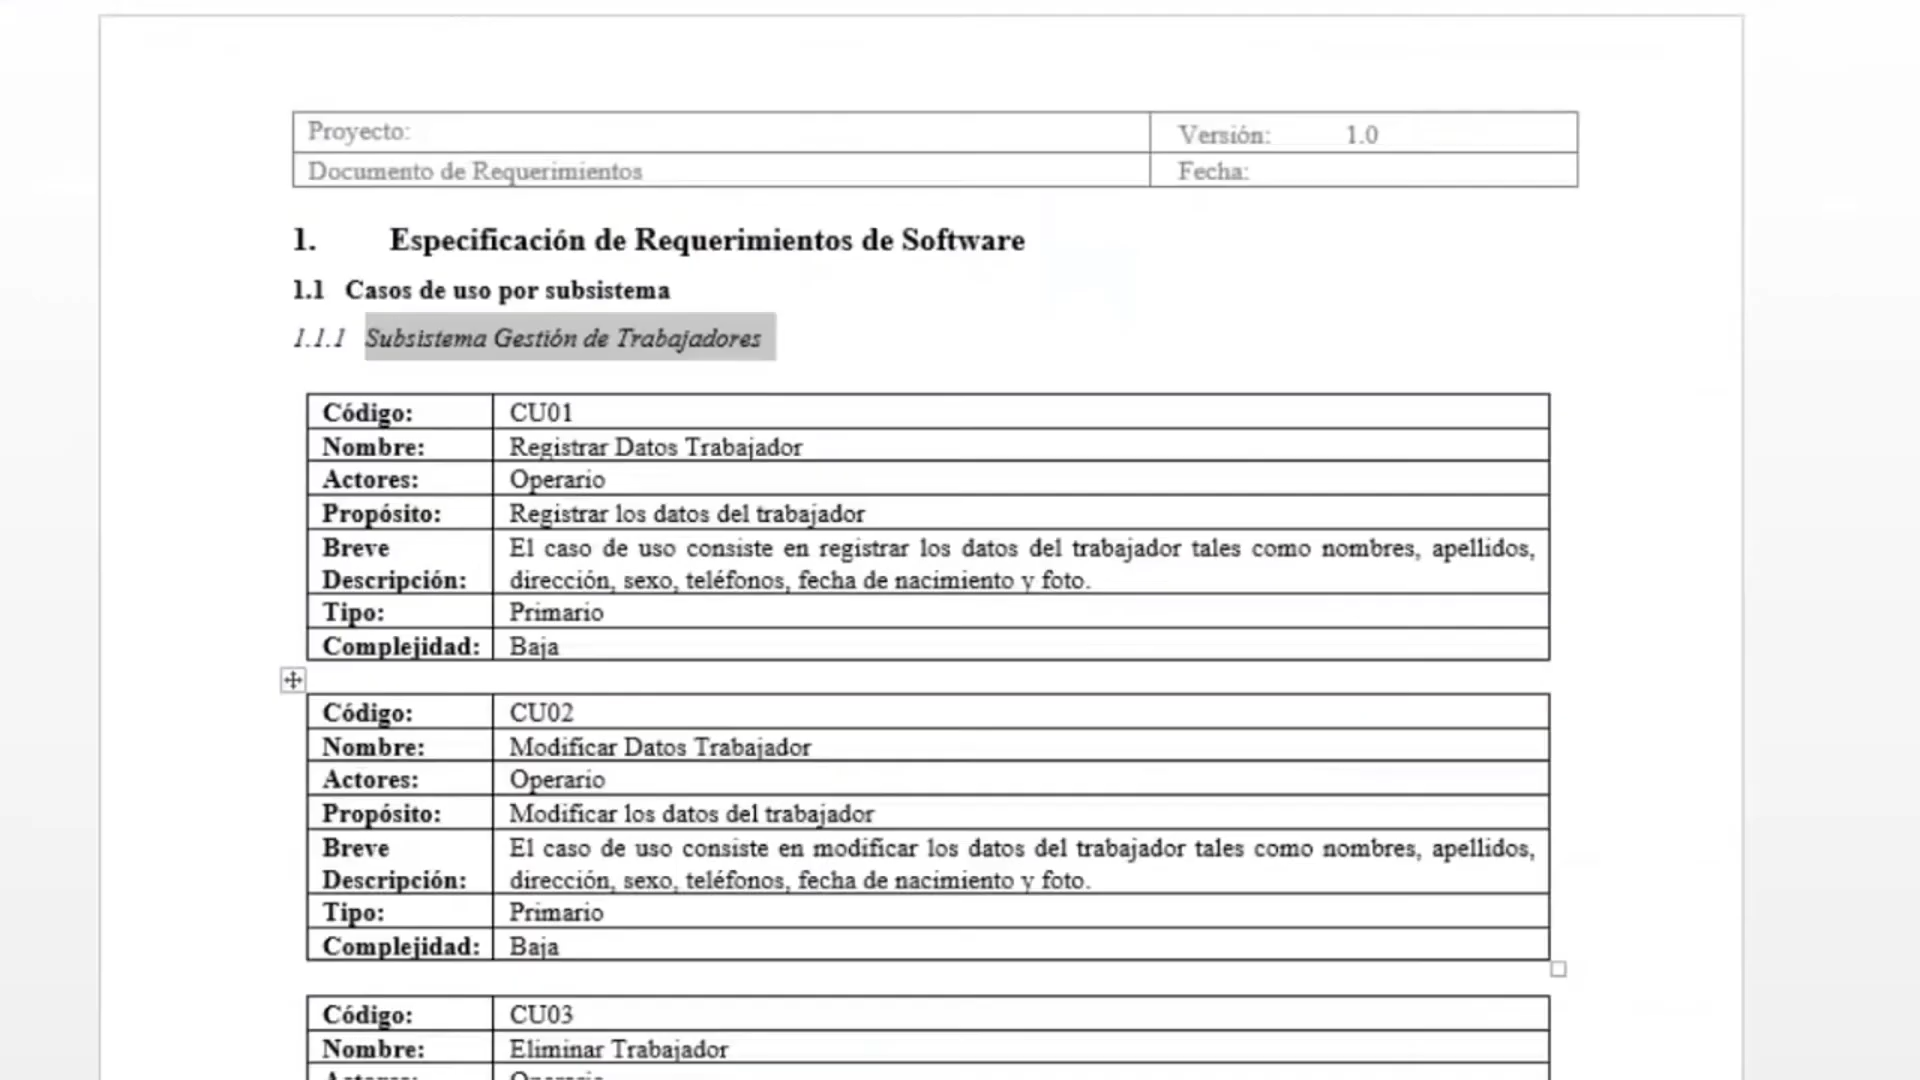 Proyecto:
Versión: 1.0
Documento de Requerimientos
Fecha:
1. Especificación de Requerimientos de Software
1.1 Casos de uso por subsistema
1.1.1 Subsistema Gestión de Trabajadores
Código: CU01
Nombre: Registrar Datos Trabajador
Actores: Operario
Propósito: Registrar los datos del trabajador
Breve Descripción: El caso de uso consiste en registrar los datos del trabajador tales como nombres, apellidos,
dirección, sexo, teléfonos, fecha de nacimiento y foto.
Tipo: Primario
Complejidad: Baja
Código: CU02
Nombre: Modificar Datos Trabajador
Actores: Operario
Propósito: Modificar los datos del trabajador
Breve Descripción: El caso de uso consiste en modificar los datos del trabajador tales como nombres, apellidos,
dirección, sexo, teléfonos, fecha de nacimiento y foto.
Tipo: Primario
Complejidad: Baja
Código: CU03
Nombre: Eliminar Trabajador
Actores: Operario